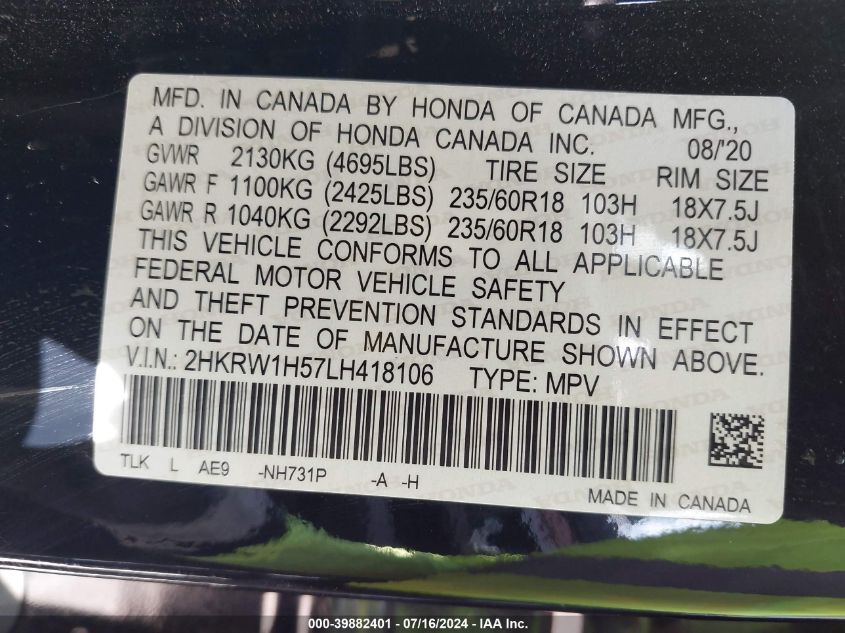 MFD. IN CANADA BY HONDA OF CANADA MFG.,
A DIVISION OF HONDA CANADA INC. 08/'20
GVWR 2130KG (4695LBS) TIRE SIZE RIM SIZE
GAWR F 1100KG (2425LBS) 235/60R18 103H 18X7.5J
GAWR R 1040KG (2292LBS) 235/60R18 103H 18X7.5J
THIS VEHICLE CONFORMS TO ALL APPLICABLE
FEDERAL MOTOR VEHICLE SAFETY
AND THEFT PREVENTION STANDARDS IN EFFECT
ON THE DATE OF MANUFACTURE SHOWN ABOVE.
V.I.N.: 2HKRW1H57LH418106 TYPE: MPV
TLK L AE9 -NH731P -A -H
MADE IN CANADA
000-39882401 / 07/16/2024 - IAA Inc.